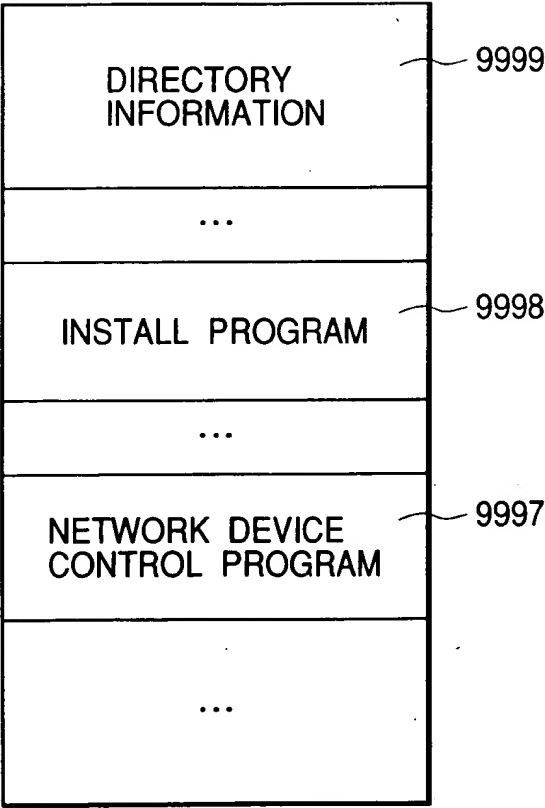 DIRECTORY
INFORMATION
9999
...
INSTALL PROGRAM
9998
...
NETWORK DEVICE
CONTROL PROGRAM
9997
...